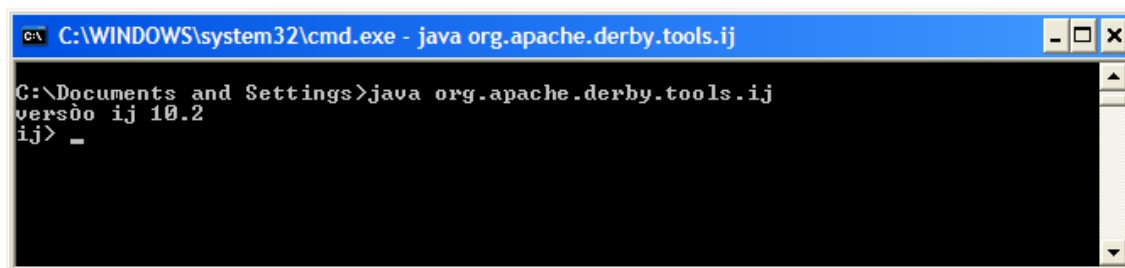 C:\WINDOWS\system32\cmd.exe - java org.apache.derby.tools.ij
C:\Documents and Settings>java org.apache.derby.tools.ij
versòo ij 10.2
ij> _